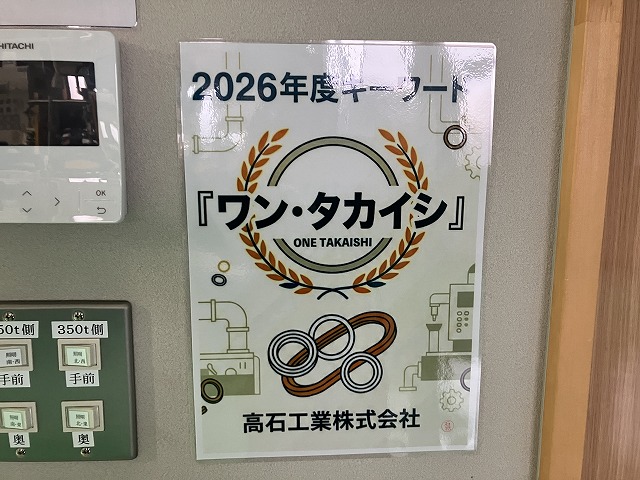 HITACHI
OK
2026年度キーワード
『ワン・タカイシ』
ONE TAKAISHI
高石工業株式会社
50t側
350t側
手前
手前
奥
奥